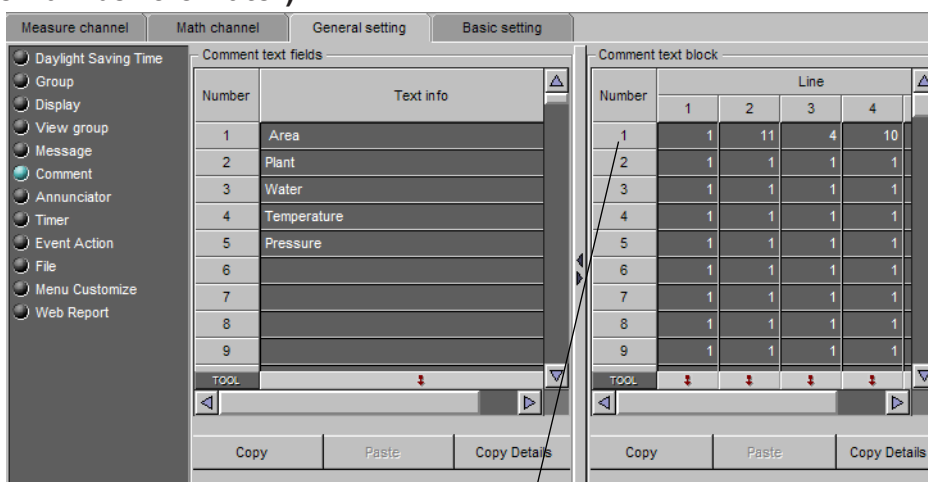 Measure channel Math channel General setting Basic setting
Daylight Saving Time
Group
Display
View group
Message
Comment
Annunciator
Timer
Event Action
File
Menu Customize
Web Report
Comment text fields
Number Text info
1 Area
2 Plant
3 Water
4 Temperature
5 Pressure
6
7
8
9
TOOL
Copy Paste Copy Details
Comment text block
Number Line
1 2 3 4
1 1 11 4 10
2 1 1 1 1
3 1 1 1 1
4 1 1 1 1
5 1 1 1 1
6 1 1 1 1
7 1 1 1 1
8 1 1 1 1
9 1 1 1 1
TOOL
Copy Paste Copy Details